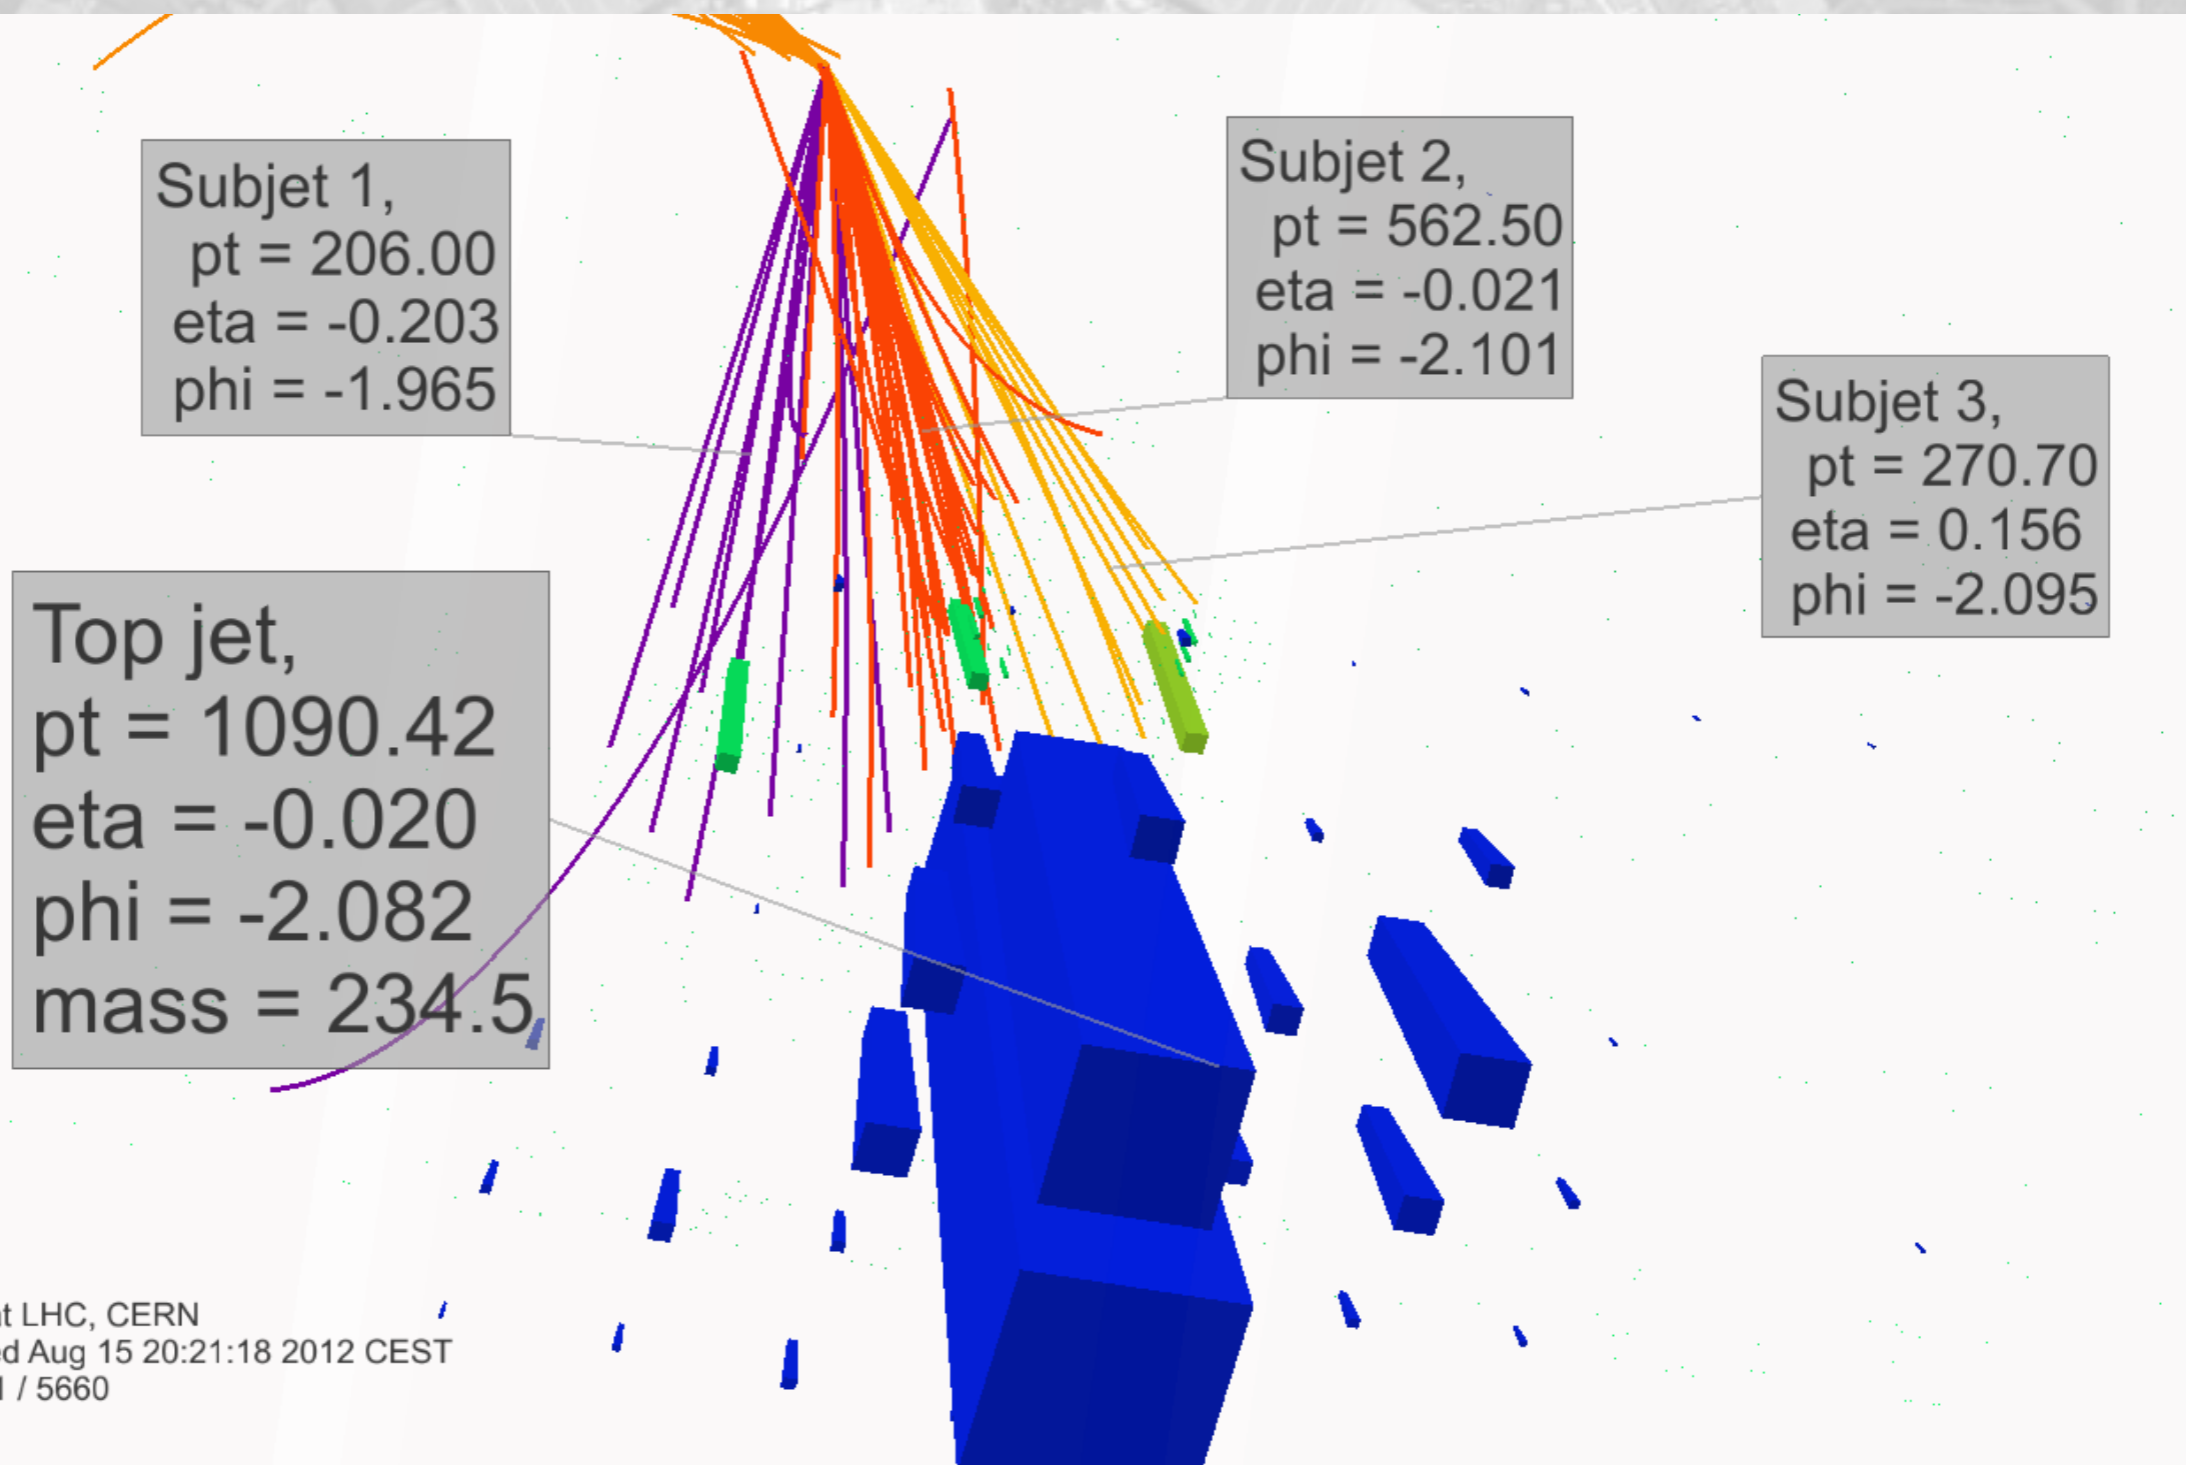 Subjet 1,
pt = 206.00
eta = -0.203
phi = -1.965
Subjet 2,
pt = 562.50
eta = -0.021
phi = -2.101
Subjet 3,
pt = 270.70
eta = 0.156
phi = -2.095
Top jet,
pt = 1090.42
eta = -0.020
phi = -2.082
mass = 234.5
LHC, CERN
Aug 15 20:21:18 2012 CEST
/ 5660